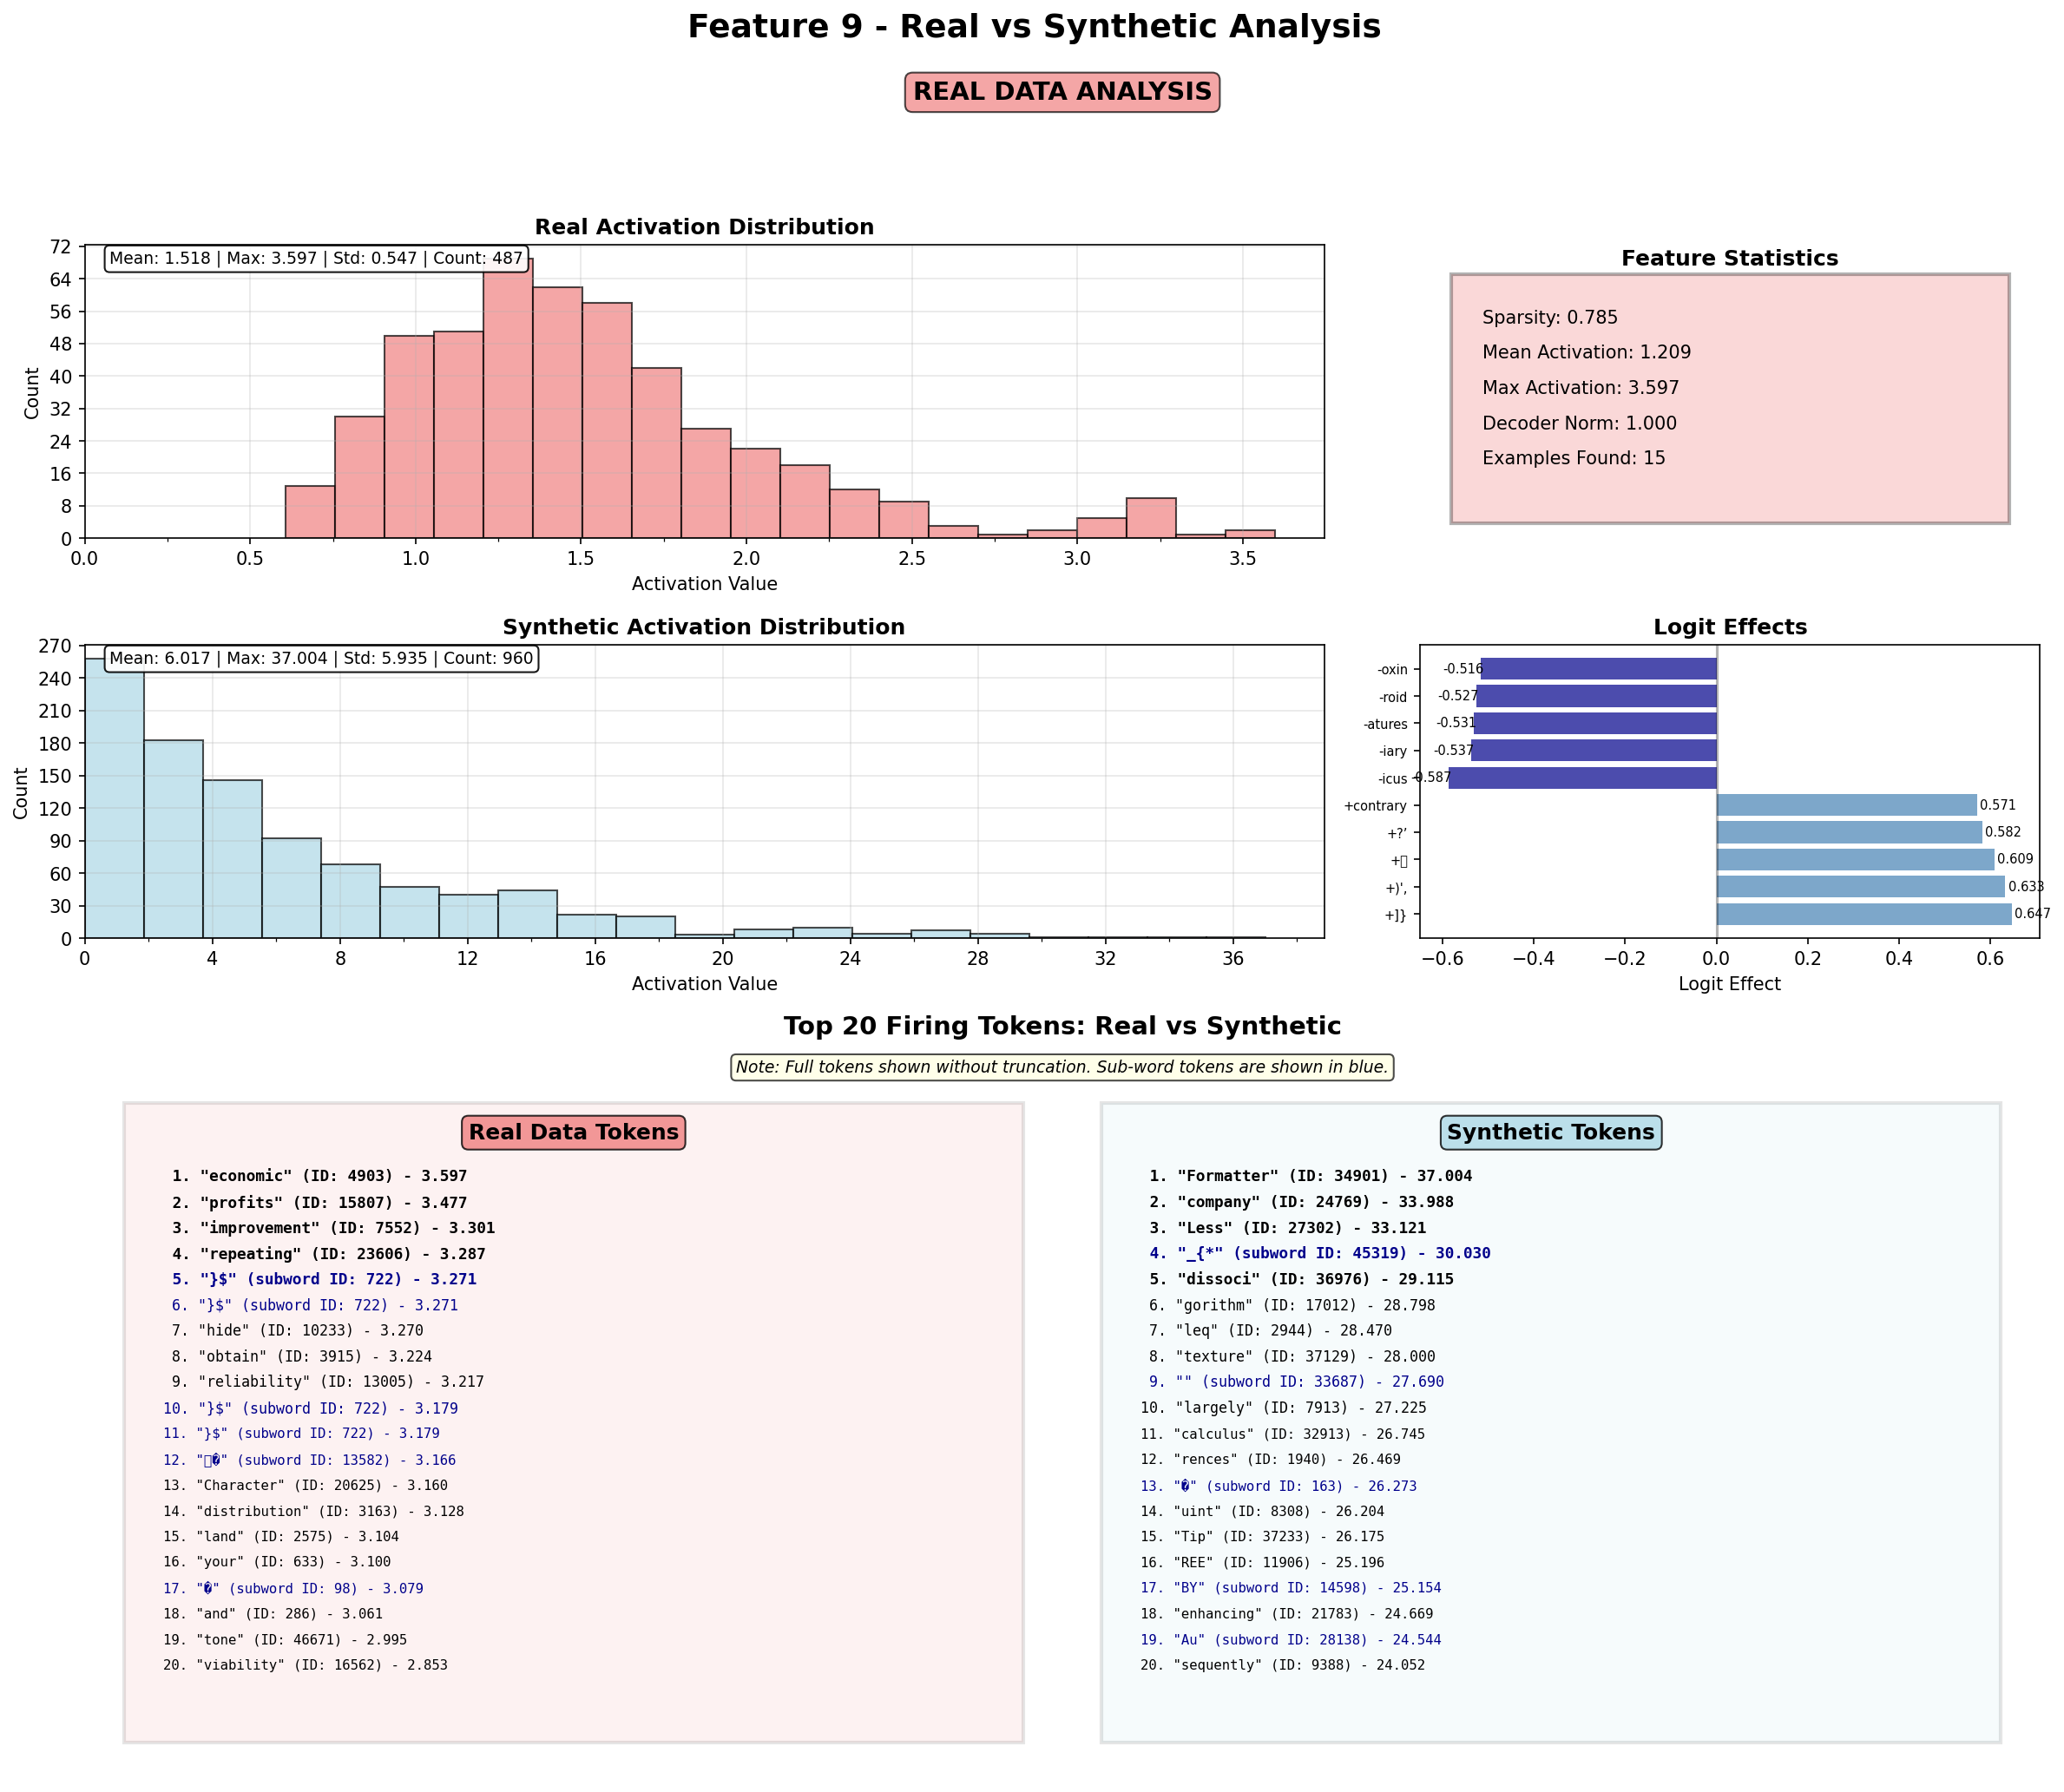 Feature 9 - Real vs Synthetic Analysis
REAL DATA ANALYSIS
Real Activation Distribution
Mean: 1.518 | Max: 3.597 | Std: 0.547 | Count: 487
72
64
56
48
40
32
24
16
8
0
Count
0.0 0.5 1.0 1.5 2.0 2.5 3.0 3.5
Activation Value
Feature Statistics
Sparsity: 0.785
Mean Activation: 1.209
Max Activation: 3.597
Decoder Norm: 1.000
Examples Found: 15
Synthetic Activation Distribution
Mean: 6.017 | Max: 37.004 | Std: 5.935 | Count: 960
270
240
210
180
150
120
90
60
30
0
Count
0 4 8 12 16 20 24 28 32 36
Activation Value
Logit Effects
-oxin -0.516
-roid -0.527
-atures -0.531
-iary -0.537
-icus -0.587
+contrary 0.571
+?’ 0.582
+ 0.609
+)', 0.633
+]} 0.647
−0.6 −0.4 −0.2 0.0 0.2 0.4 0.6
Logit Effect
Top 20 Firing Tokens: Real vs Synthetic
Note: Full tokens shown without truncation. Sub-word tokens are shown in blue.
Real Data Tokens
1. "economic" (ID: 4903) - 3.597
2. "profits" (ID: 15807) - 3.477
3. "improvement" (ID: 7552) - 3.301
4. "repeating" (ID: 23606) - 3.287
5. "}$" (subword ID: 722) - 3.271
6. "}$" (subword ID: 722) - 3.271
7. "hide" (ID: 10233) - 3.270
8. "obtain" (ID: 3915) - 3.224
9. "reliability" (ID: 13005) - 3.217
10. "}$" (subword ID: 722) - 3.179
11. "}$" (subword ID: 722) - 3.179
12. "�" (subword ID: 13582) - 3.166
13. "Character" (ID: 20625) - 3.160
14. "distribution" (ID: 3163) - 3.128
15. "land" (ID: 2575) - 3.104
16. "your" (ID: 633) - 3.100
17. "�" (subword ID: 98) - 3.079
18. "and" (ID: 286) - 3.061
19. "tone" (ID: 46671) - 2.995
20. "viability" (ID: 16562) - 2.853
Synthetic Tokens
1. "Formatter" (ID: 34901) - 37.004
2. "company" (ID: 24769) - 33.988
3. "Less" (ID: 27302) - 33.121
4. "_{*" (subword ID: 45319) - 30.030
5. "dissoci" (ID: 36976) - 29.115
6. "gorithm" (ID: 17012) - 28.798
7. "leq" (ID: 2944) - 28.470
8. "texture" (ID: 37129) - 28.000
9. "" (subword ID: 33687) - 27.690
10. "largely" (ID: 7913) - 27.225
11. "calculus" (ID: 32913) - 26.745
12. "rences" (ID: 1940) - 26.469
13. "�" (subword ID: 163) - 26.273
14. "uint" (ID: 8308) - 26.204
15. "Tip" (ID: 37233) - 26.175
16. "REE" (ID: 11906) - 25.196
17. "BY" (subword ID: 14598) - 25.154
18. "enhancing" (ID: 21783) - 24.669
19. "Au" (subword ID: 28138) - 24.544
20. "sequently" (ID: 9388) - 24.052